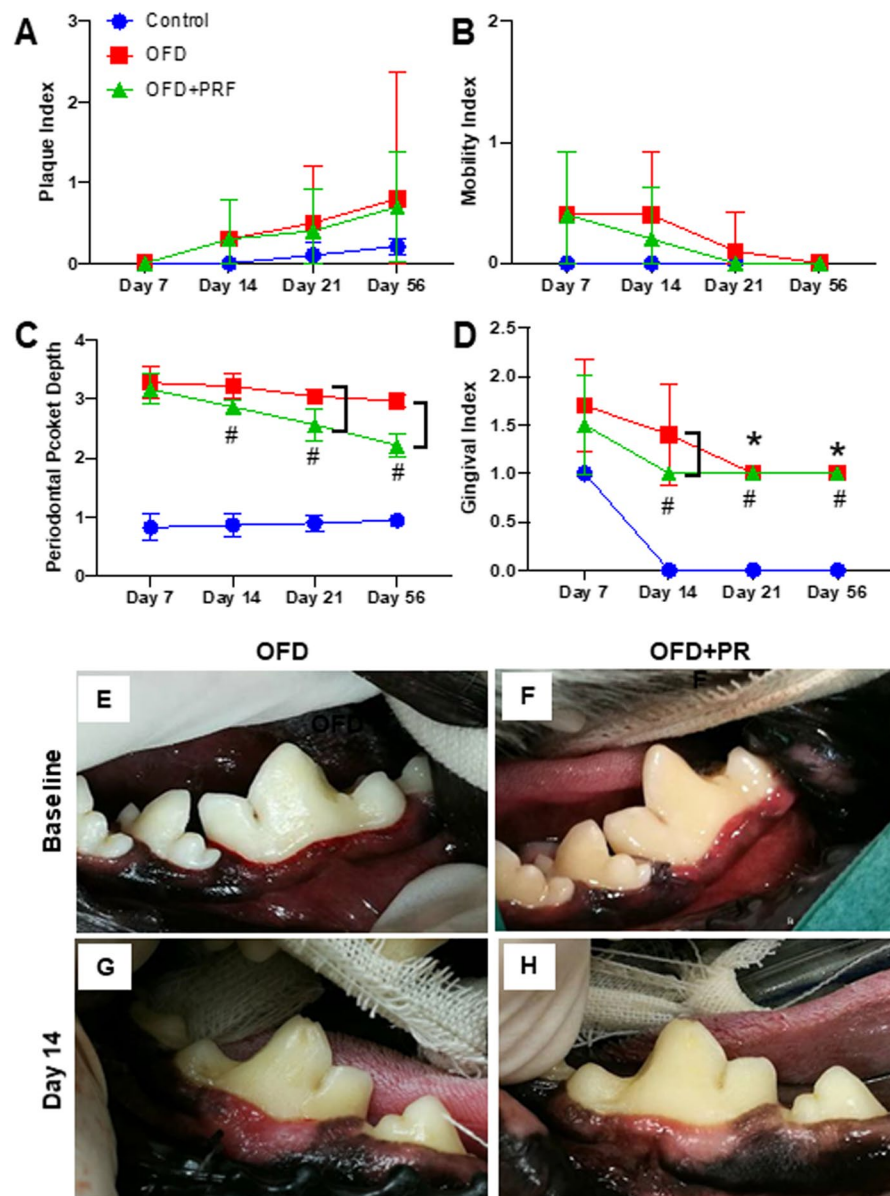 A
3
2
1
0
Plaque Index
Control
OFD
OFD+PRF
Day 7 Day 14 Day 21 Day 56
B
2
1
0
Mobility Index
Day 7 Day 14 Day 21 Day 56
C
4
3
2
1
0
Periodontal Pcoket Depth
#
#
#
Day 7 Day 14 Day 21 Day 56
D
2.5
2.0
1.5
1.0
0.5
0.0
Gingival Index
* *
# # #
Day 7 Day 14 Day 21 Day 56
OFD
OFD+PR
F
Baseline
E
OFD
F
Day 14
G
H